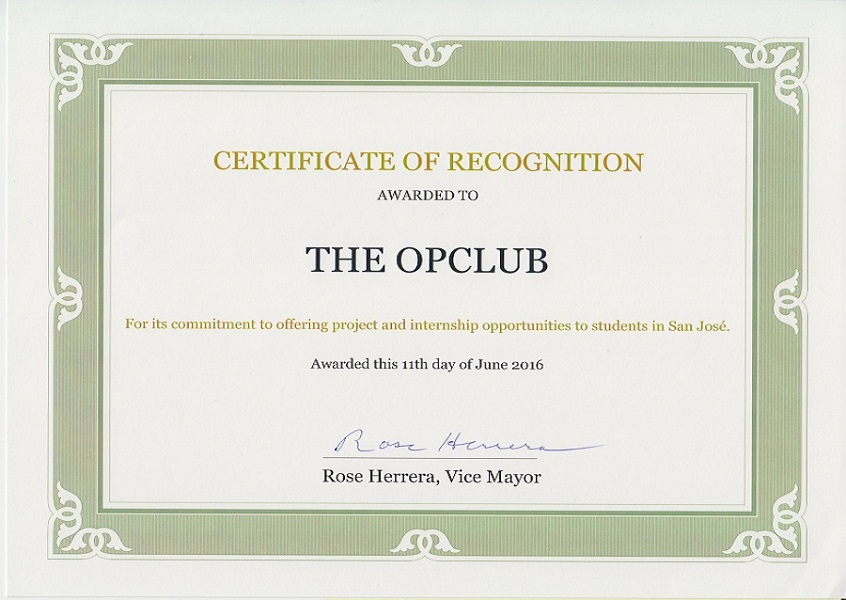 CERTIFICATE OF RECOGNITION
AWARDED TO
THE OPCLUB
For its commitment to offering project and internship opportunities to students in San José.
Awarded this 11th day of June 2016
Rose Herrera
Rose Herrera, Vice Mayor